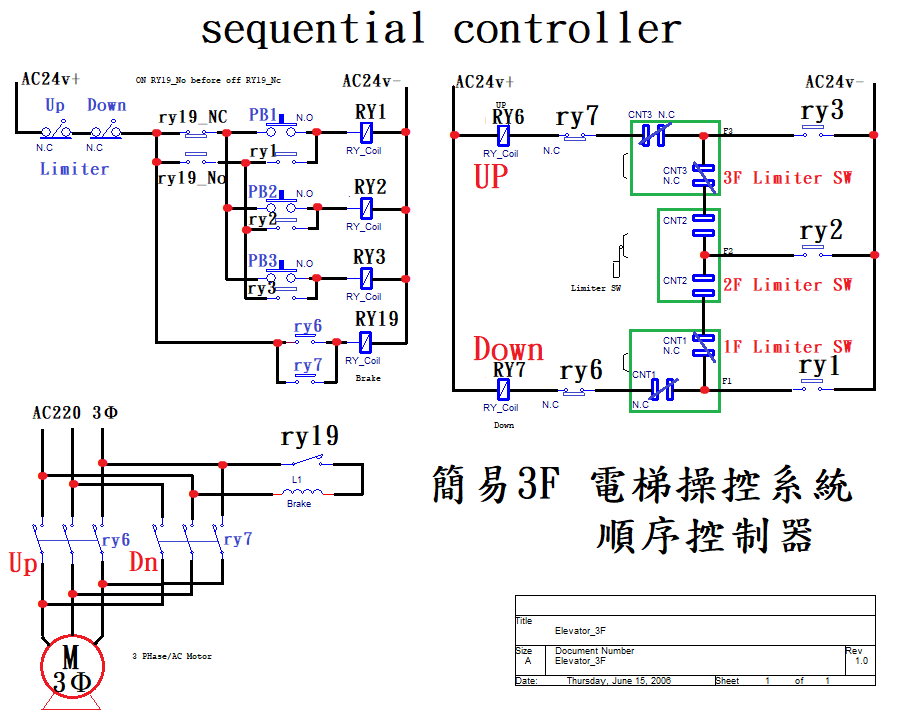 sequential controller
AC24v+
ON RY19_No before off RY19_Nc
AC24v-
Up
Down
N.C
N.C
Limiter
ry19_NC
ry19_No
PB1
N.O
ry1
RY1
RY_Coil
PB2
N.O
ry2
RY2
RY_Coil
PB3
N.O
ry3
RY3
RY_Coil
ry6
ry7
RY19
RY_Coil
Brake
AC24v+
AC24v-
UP
RY6
RY_Coil
UP
ry7
N.C
CNT3 N.C
F3
ry3
CNT3
N.C
3F Limiter SW
CNT2
F2
ry2
CNT2
2F Limiter SW
Limiter SW
CNT1
N.C
1F Limiter SW
Down
RY7
RY_Coil
Down
ry6
N.C
CNT1
N.C
F1
ry1
AC220 3Φ
ry19
L1
Brake
Up
ry6
Dn
ry7
M
3Φ
3 PHase/AC Motor
簡易3F 電梯操控系統
順序控制器
Title
Elevator_3F
Size
A
Document Number
Elevator_3F
Rev
1.0
Date: Thursday, June 15, 2006 Sheet 1 of 1